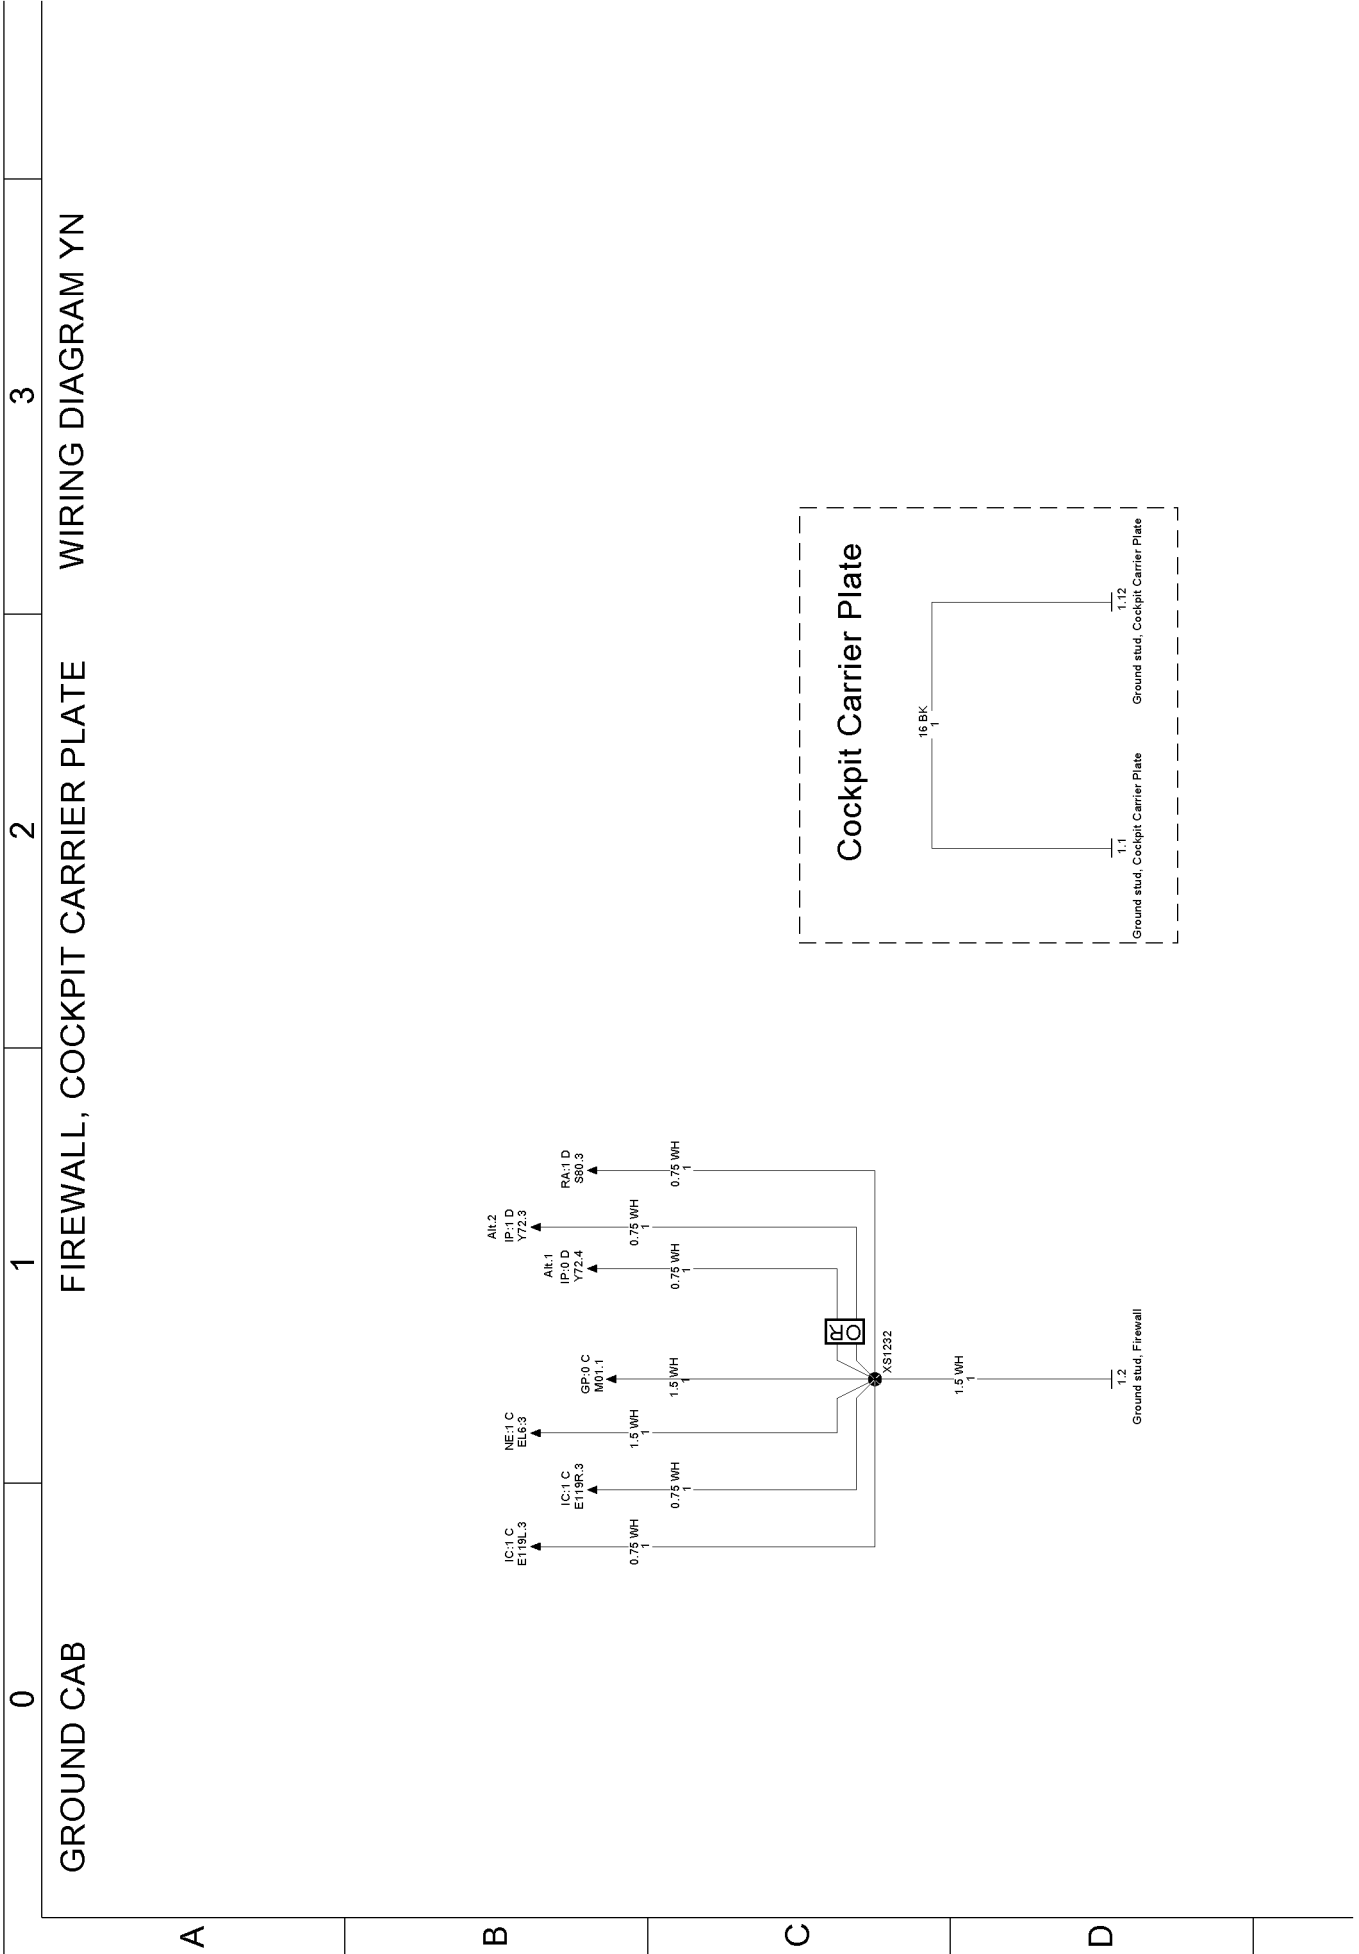 0
1
2
3
GROUND CAB
FIREWALL, COCKPIT CARRIER PLATE
WIRING DIAGRAM YN
A
B
C
D
IC:1 C
E119L.3
0.75 WH
1
IC:1 C
E119R.3
0.75 WH
1
NE:1 C
EL6:3
1.5 WH
1
GP:0 C
M01.1
1.5 WH
1
Alt.1
IP:0 D
Y72.4
0.75 WH
1
Alt.2
IP:1 D
Y72.3
0.75 WH
1
RA:1 D
S80.3
0.75 WH
1
OR
XS1232
1.5 WH
1
1.2
Ground stud, Firewall
Cockpit Carrier Plate
16 BK
1
1.1
Ground stud, Cockpit Carrier Plate
1.12
Ground stud, Cockpit Carrier Plate